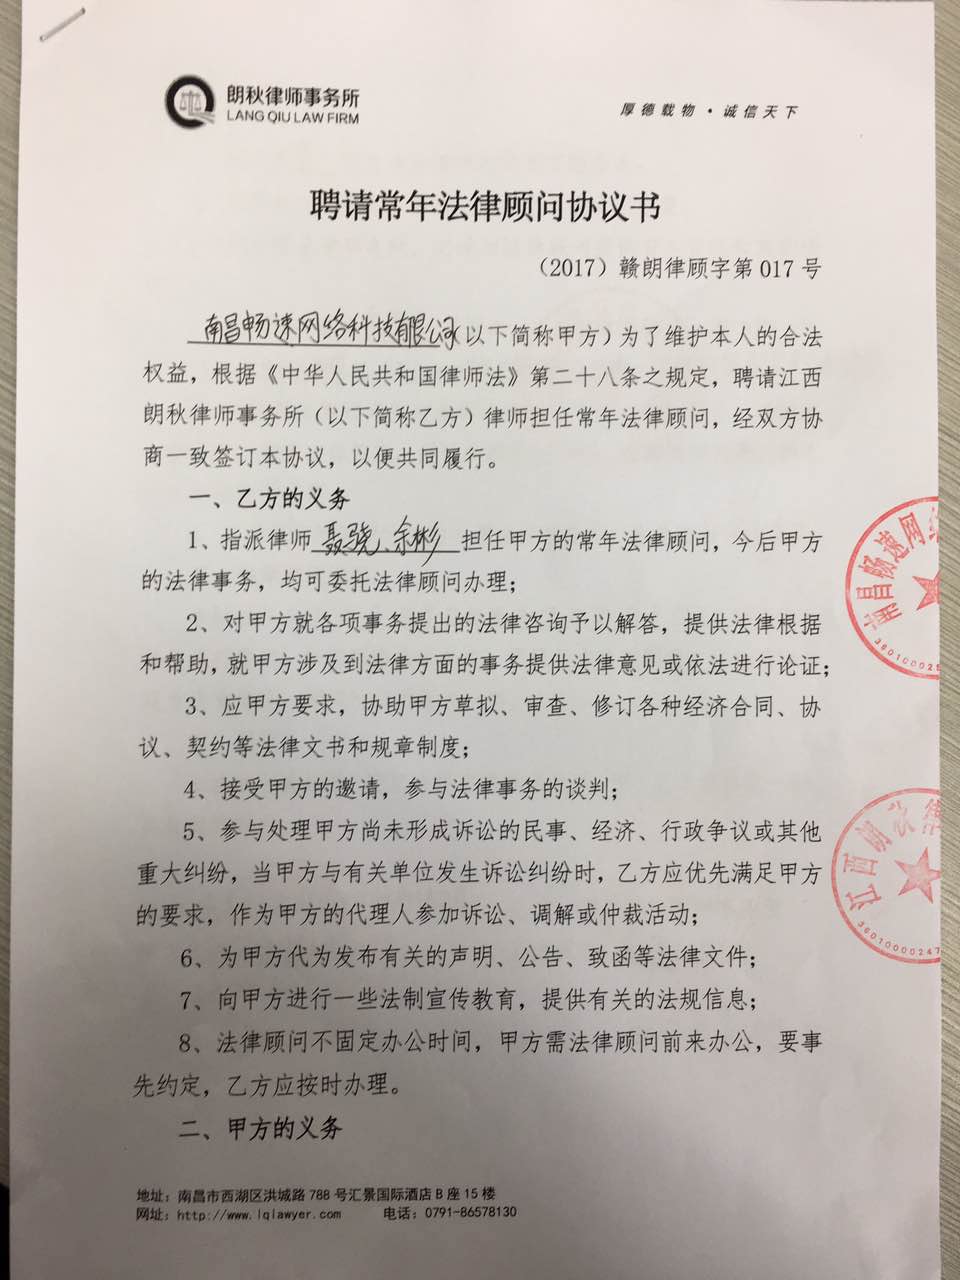 朗秋律师事务所
LANG QIU LAW FIRM
厚德载物·诚信天下
聘请常年法律顾问协议书
（2017）赣朗律顾字第 017 号
南昌畅速网络科技有限公司（以下简称甲方）为了维护本人的合法
权益，根据《中华人民共和国律师法》第二十八条之规定，聘请江西
朗秋律师事务所（以下简称乙方）律师担任常年法律顾问，经双方协
商一致签订本协议，以便共同履行。
一、乙方的义务
1、指派律师 聂骁、余彬 担任甲方的常年法律顾问，今后甲方
的法律事务，均可委托法律顾问办理；
2、对甲方就各项事务提出的法律咨询予以解答，提供法律根据
和帮助，就甲方涉及到法律方面的事务提供法律意见或依法进行论证；
3、应甲方要求，协助甲方草拟、审查、修订各种经济合同、协
议、契约等法律文书和规章制度；
4、接受甲方的邀请，参与法律事务的谈判；
5、参与处理甲方尚未形成诉讼的民事、经济、行政争议或其他
重大纠纷，当甲方与有关单位发生诉讼纠纷时，乙方应优先满足甲方
的要求，作为甲方的代理人参加诉讼、调解或仲裁活动；
6、为甲方代为发布有关的声明、公告、致函等法律文件；
7、向甲方进行一些法制宣传教育，提供有关的法规信息；
8、法律顾问不固定办公时间，甲方需法律顾问前来办公，要事
先约定，乙方应按时办理。
二、甲方的义务
南昌畅速网
江西朗秋律
36010000247
地址：南昌市西湖区洪城路 788 号汇景国际酒店 B 座 15 楼
网址：http://www.lqlawyer.com 电话：0791-86578130